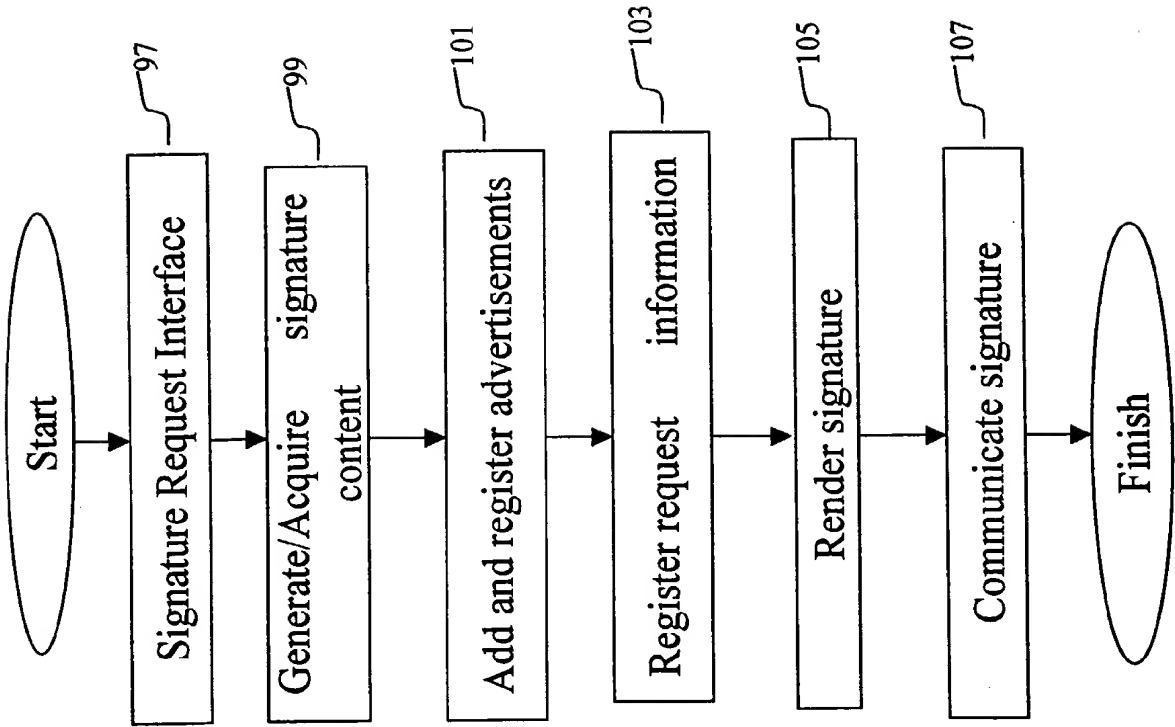 Start
Signature Request Interface
97
Generate/Acquire signature
content
99
Add and register advertisements
101
Register request information
103
Render signature
105
Communicate signature
107
Finish